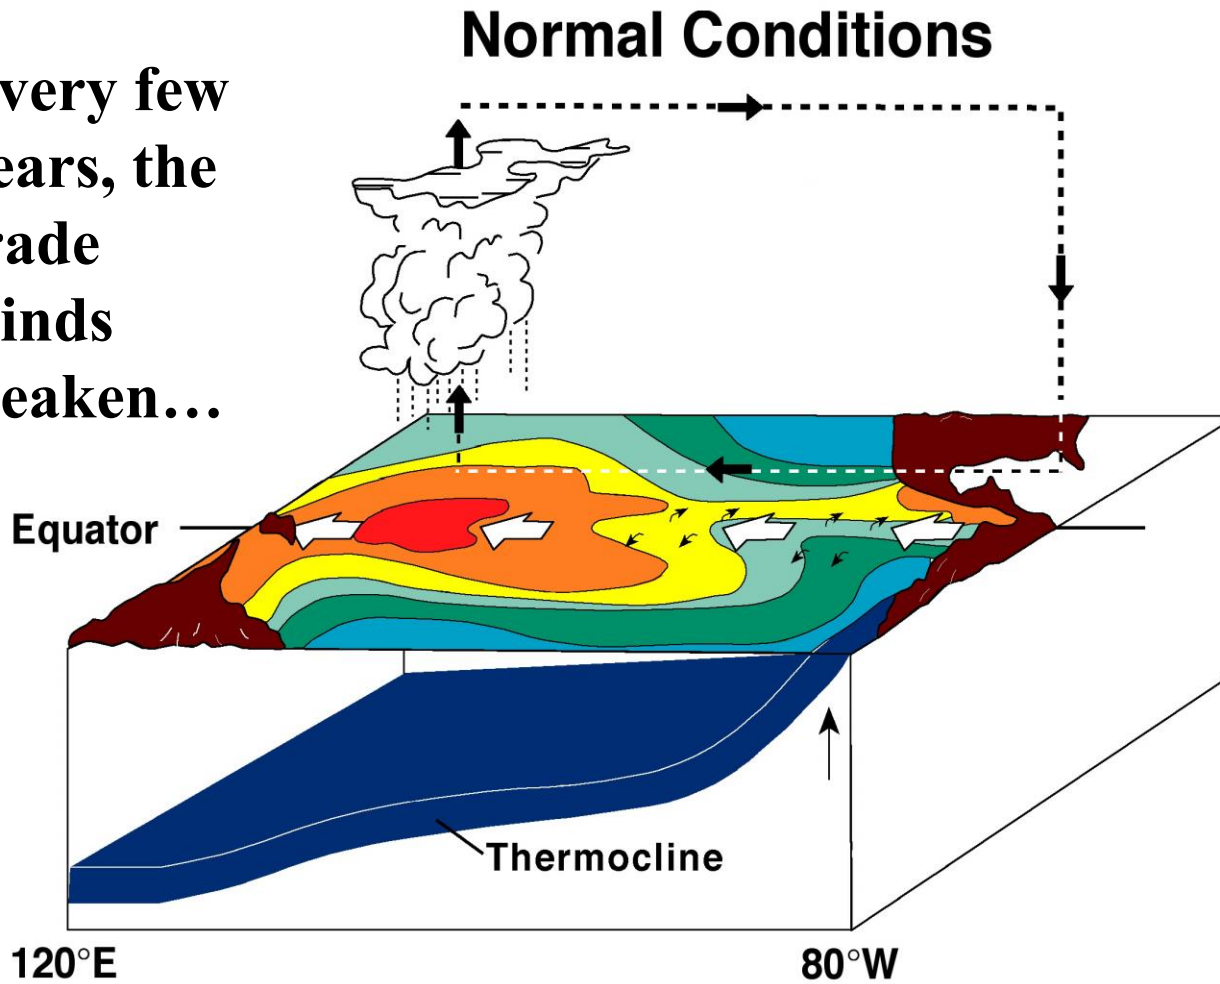 Normal Conditions
very few
ears, the
rade
inds
eaken…
Equator
Thermocline
120°E
80°W